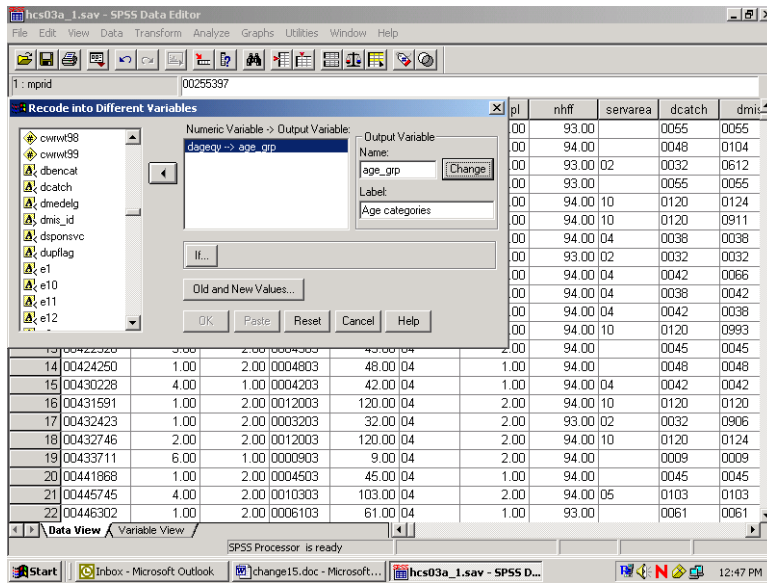 hcs03a_1.sav - SPSS Data Editor
File Edit View Data Transform Analyze Graphs Utilities Window Help
1 : mprid 00255397
Recode into Different Variables
cwrwt98
cwrwt99
dbencat
dcatch
dmedelg
dmis_id
dsponsvc
dupflag
e1
e10
e11
e12
Numeric Variable -> Output Variable:
dageqy --> age_grp
Output Variable
Name:
age_grp
Change
Label:
Age categories
If...
Old and New Values...
OK Paste Reset Cancel Help
pl nhff servarea dcatch dmis
.00 93.00 0055 0055
.00 94.00 0048 0104
.00 93.00 02 0032 0612
.00 93.00 0055 0055
.00 94.00 10 0120 0124
.00 94.00 10 0120 0911
.00 94.00 04 0038 0038
.00 93.00 02 0032 0032
.00 94.00 04 0042 0066
.00 94.00 04 0038 0042
.00 94.00 04 0042 0038
.00 94.00 10 0120 0993
13 00422320 3.00 2.00 0004503 45.00 04 2.00 94.00 0045 0045
14 00424250 1.00 2.00 0004803 48.00 04 1.00 94.00 0048 0048
15 00430228 4.00 1.00 0004203 42.00 04 1.00 94.00 04 0042 0042
16 00431591 1.00 2.00 0012003 120.00 04 2.00 94.00 10 0120 0120
17 00432423 1.00 2.00 0003203 32.00 04 2.00 93.00 02 0032 0906
18 00432746 2.00 2.00 0012003 120.00 04 2.00 94.00 10 0120 0124
19 00433711 6.00 1.00 0000903 9.00 04 2.00 94.00 0009 0009
20 00441868 1.00 2.00 0004503 45.00 04 1.00 94.00 0045 0045
21 00445745 4.00 2.00 0010303 103.00 04 2.00 94.00 05 0103 0103
22 00446302 1.00 2.00 0006103 61.00 04 1.00 93.00 0061 0061
Data View Variable View
SPSS Processor is ready
Start Inbox - Microsoft Outlook change15.doc - Microsoft... hcs03a_1.sav - SPSS D... 12:47 PM